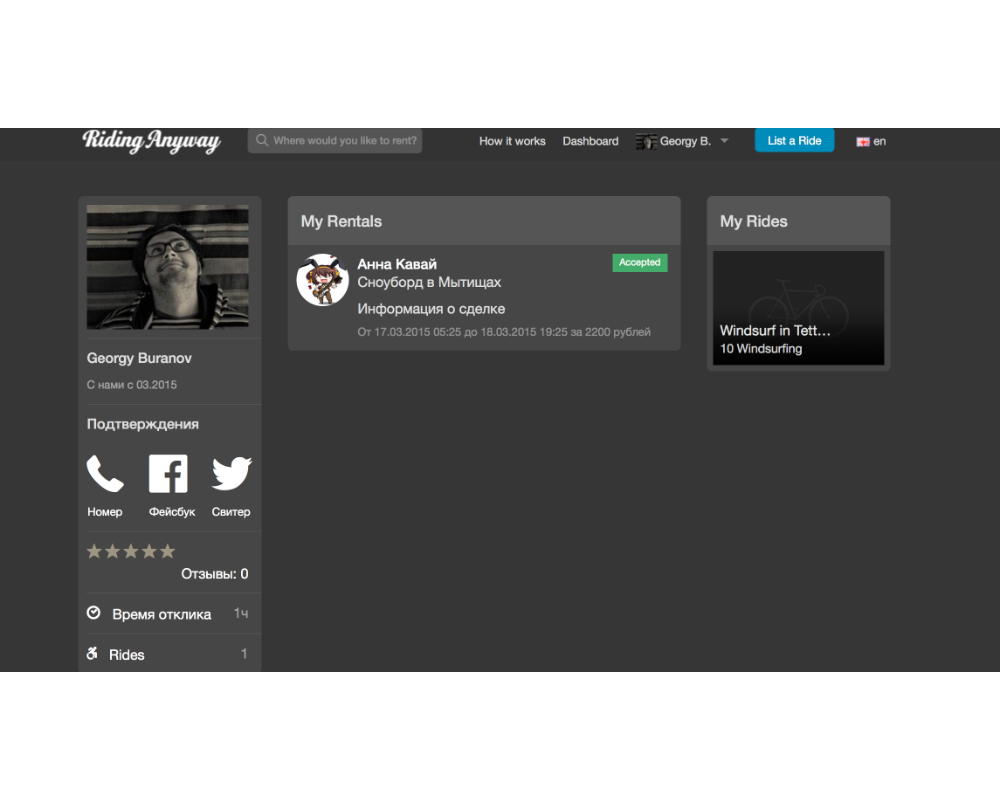 Riding Anyway
Where would you like to rent?
How it works
Dashboard
Georgy B.
List a Ride
en
Georgy Buranov
С нами с 03.2015
Подтверждения
Номер
Фейсбук
Свитер
Отзывы: 0
Время отклика 1ч
Rides 1
My Rentals
Анна Кавай
Accepted
Сноуборд в Мытищах
Информация о сделке
От 17.03.2015 05:25 до 18.03.2015 19:25 за 2200 рублей
My Rides
Windsurf in Tett...
10 Windsurfing